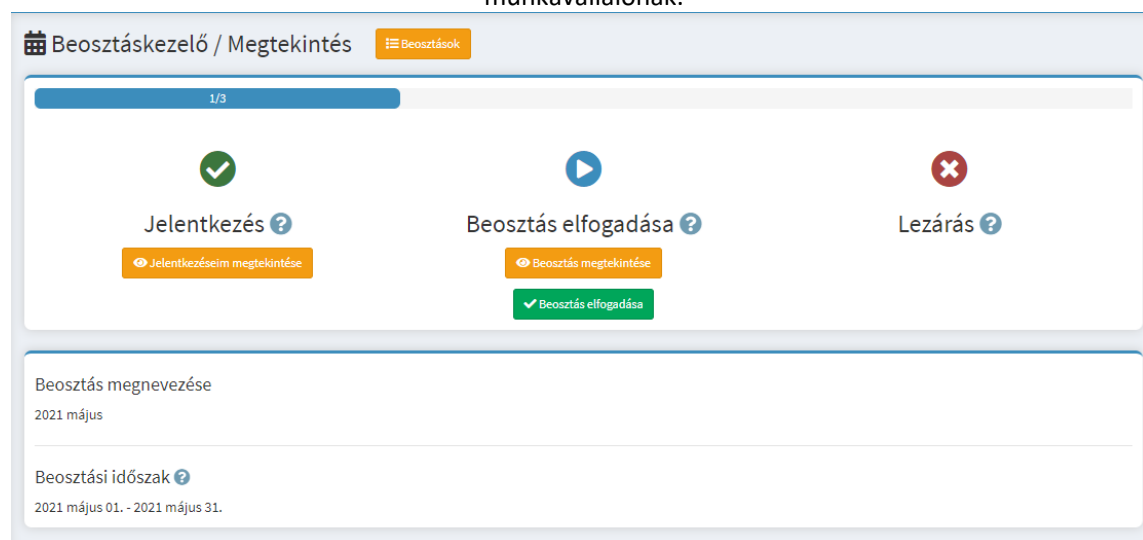 munkavállalónak.
Beosztáskezelő / Megtekintés
Beosztások
1/3
Jelentkezés
Beosztás elfogadása
Lezárás
Jelentkezéseim megtekintése
Beosztás megtekintése
Beosztás elfogadása
Beosztás megnevezése
2021 május
Beosztási időszak
2021 május 01. - 2021 május 31.